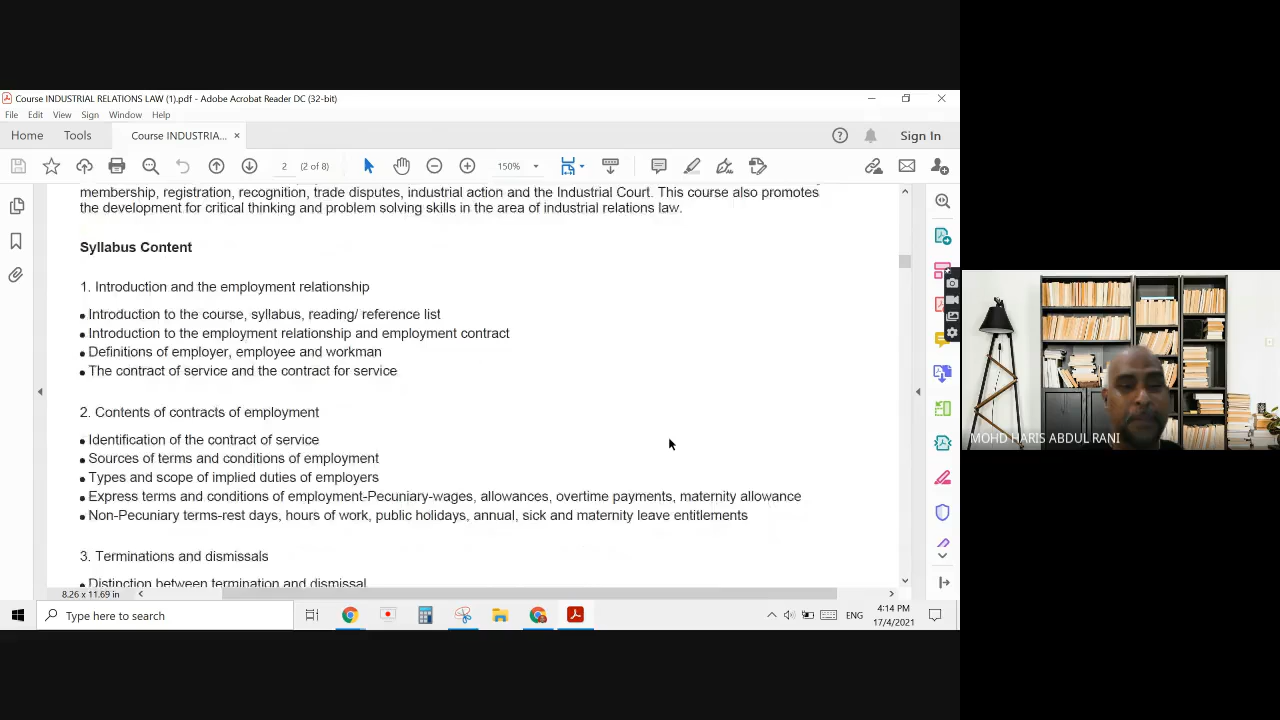 Course INDUSTRIAL RELATIONS LAW (1).pdf - Adobe Acrobat Reader DC (32-bit)
File Edit View Sign Window Help
Home Tools Course INDUSTRIA... × Sign In
2 (2 of 8) 150%
membership, registration, recognition, trade disputes, industrial action and the Industrial Court. This course also promotes
the development for critical thinking and problem solving skills in the area of industrial relations law.
Syllabus Content
1. Introduction and the employment relationship
• Introduction to the course, syllabus, reading/ reference list
• Introduction to the employment relationship and employment contract
• Definitions of employer, employee and workman
• The contract of service and the contract for service
2. Contents of contracts of employment
• Identification of the contract of service
• Sources of terms and conditions of employment
• Types and scope of implied duties of employers
• Express terms and conditions of employment-Pecuniary-wages, allowances, overtime payments, maternity allowance
• Non-Pecuniary terms-rest days, hours of work, public holidays, annual, sick and maternity leave entitlements
3. Terminations and dismissals
• Distinction between termination and dismissal
8.26 x 11.69 in
Type here to search
ENG
4:14 PM
17/4/2021
MOHD HARIS ABDUL RANI